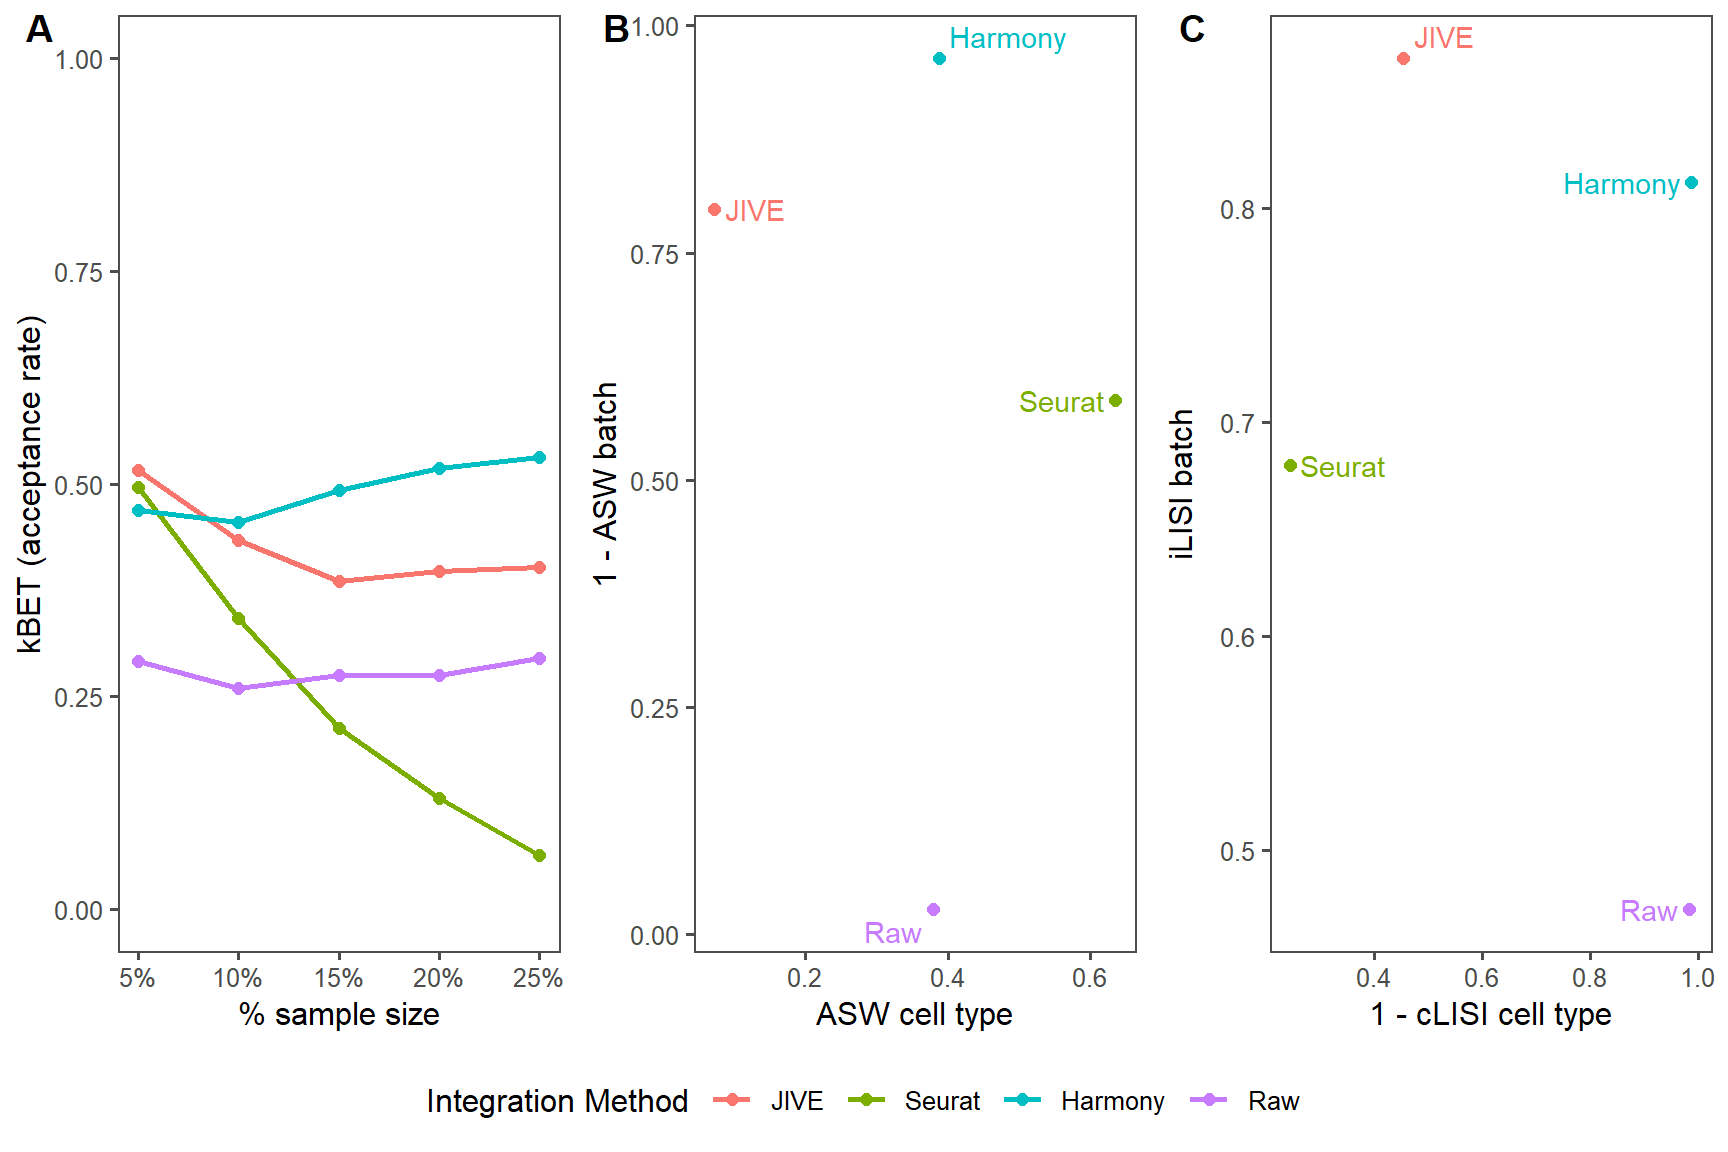 A
kBET (acceptance rate)
1.00
0.75
0.50
0.25
0.00
5% 10% 15% 20% 25%
% sample size
B
1 - ASW batch
1.00
0.75
0.50
0.25
0.00
Harmony
JIVE
Seurat
Raw
0.2 0.4 0.6
ASW cell type
C
iLISI batch
0.8
0.7
0.6
0.5
JIVE
Harmony
Seurat
Raw
0.4 0.6 0.8 1.0
1 - cLISI cell type
Integration Method JIVE Seurat Harmony Raw